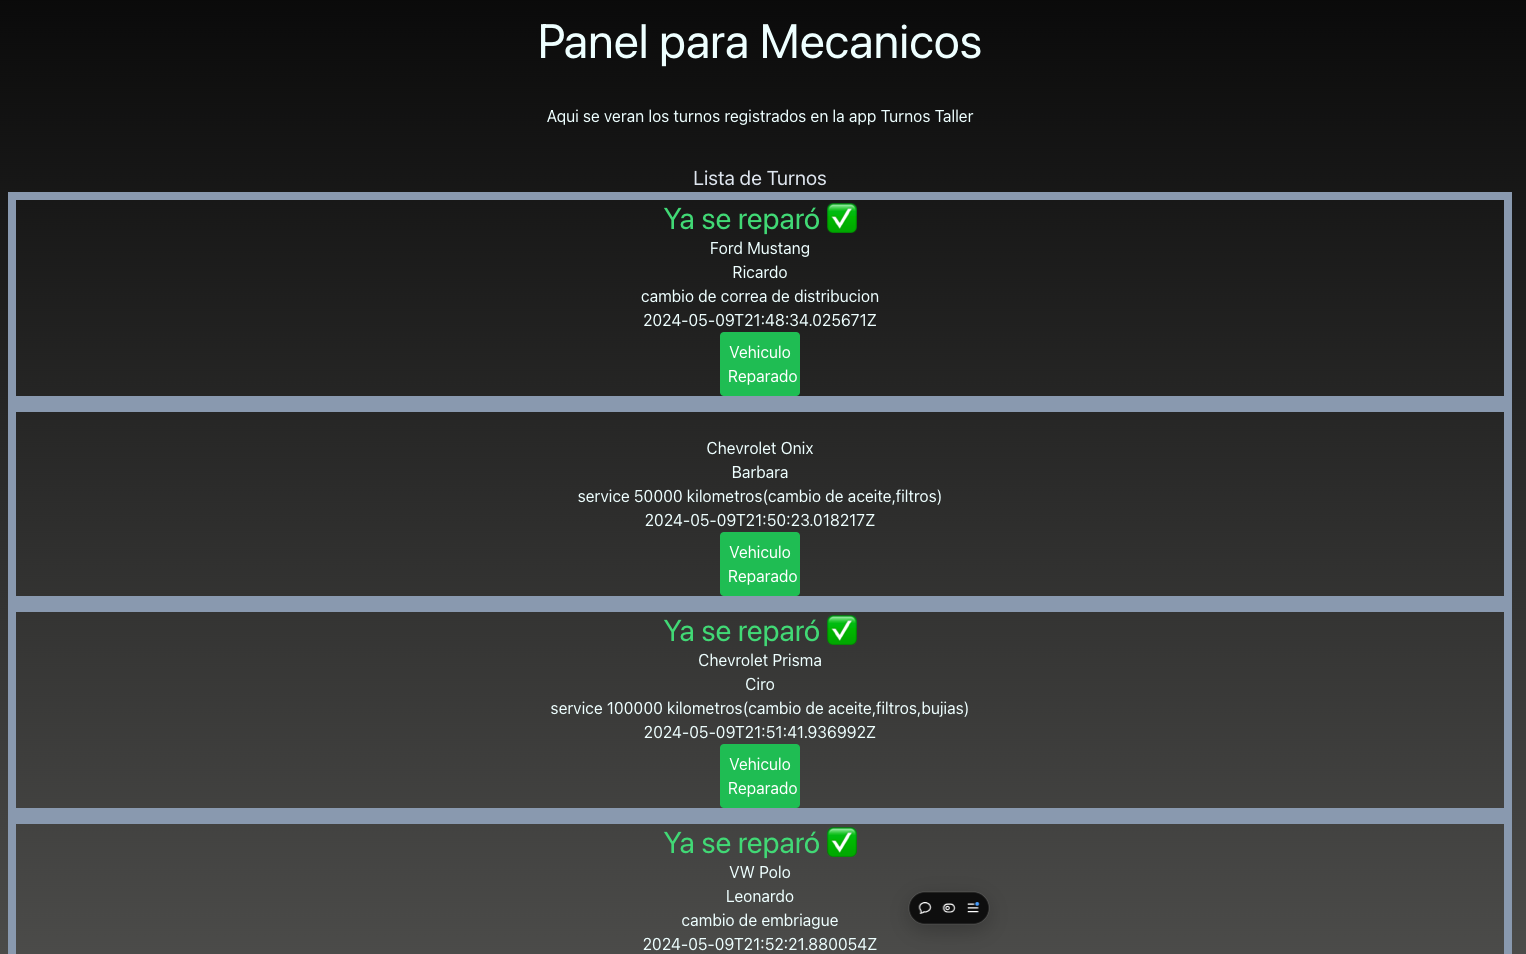 Panel para Mecanicos
Aqui se veran los turnos registrados en la app Turnos Taller
Lista de Turnos
Ya se reparó ✅
Ford Mustang
Ricardo
cambio de correa de distribucion
2024-05-09T21:48:34.025671Z
Vehiculo
Reparado
Chevrolet Onix
Barbara
service 50000 kilometros(cambio de aceite,filtros)
2024-05-09T21:50:23.018217Z
Vehiculo
Reparado
Ya se reparó ✅
Chevrolet Prisma
Ciro
service 100000 kilometros(cambio de aceite,filtros,bujias)
2024-05-09T21:51:41.936992Z
Vehiculo
Reparado
Ya se reparó ✅
VW Polo
Leonardo
cambio de embriague
2024-05-09T21:52:21.880054Z